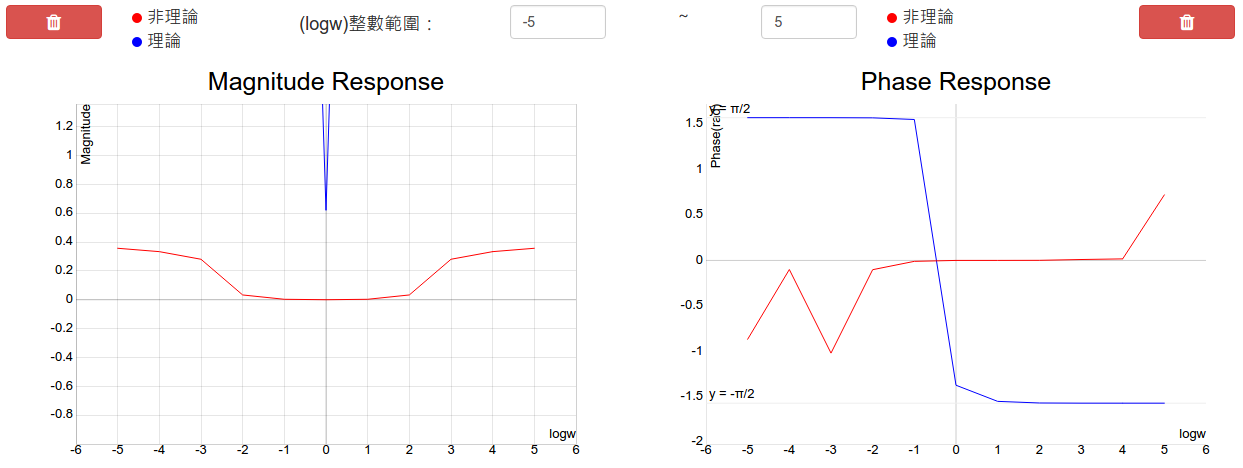 非理論
理論
(logw)整數範圍：
-5
~
5
非理論
理論
Magnitude Response
Magnitude
1.2
1
0.8
0.6
0.4
0.2
0
-0.2
-0.4
-0.6
-0.8
logw
-6 -5 -4 -3 -2 -1 0 1 2 3 4 5 6
Phase Response
y = π/2
Phase(rad)
1.5
1
0.5
0
-0.5
-1
-1.5
y = -π/2
-2
logw
-6 -5 -4 -3 -2 -1 0 1 2 3 4 5 6